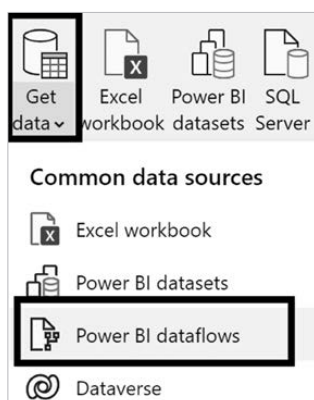 Get Excel Power BI SQL
data workbook datasets Server
Common data sources
Excel workbook
Power BI datasets
Power BI dataflows
Dataverse